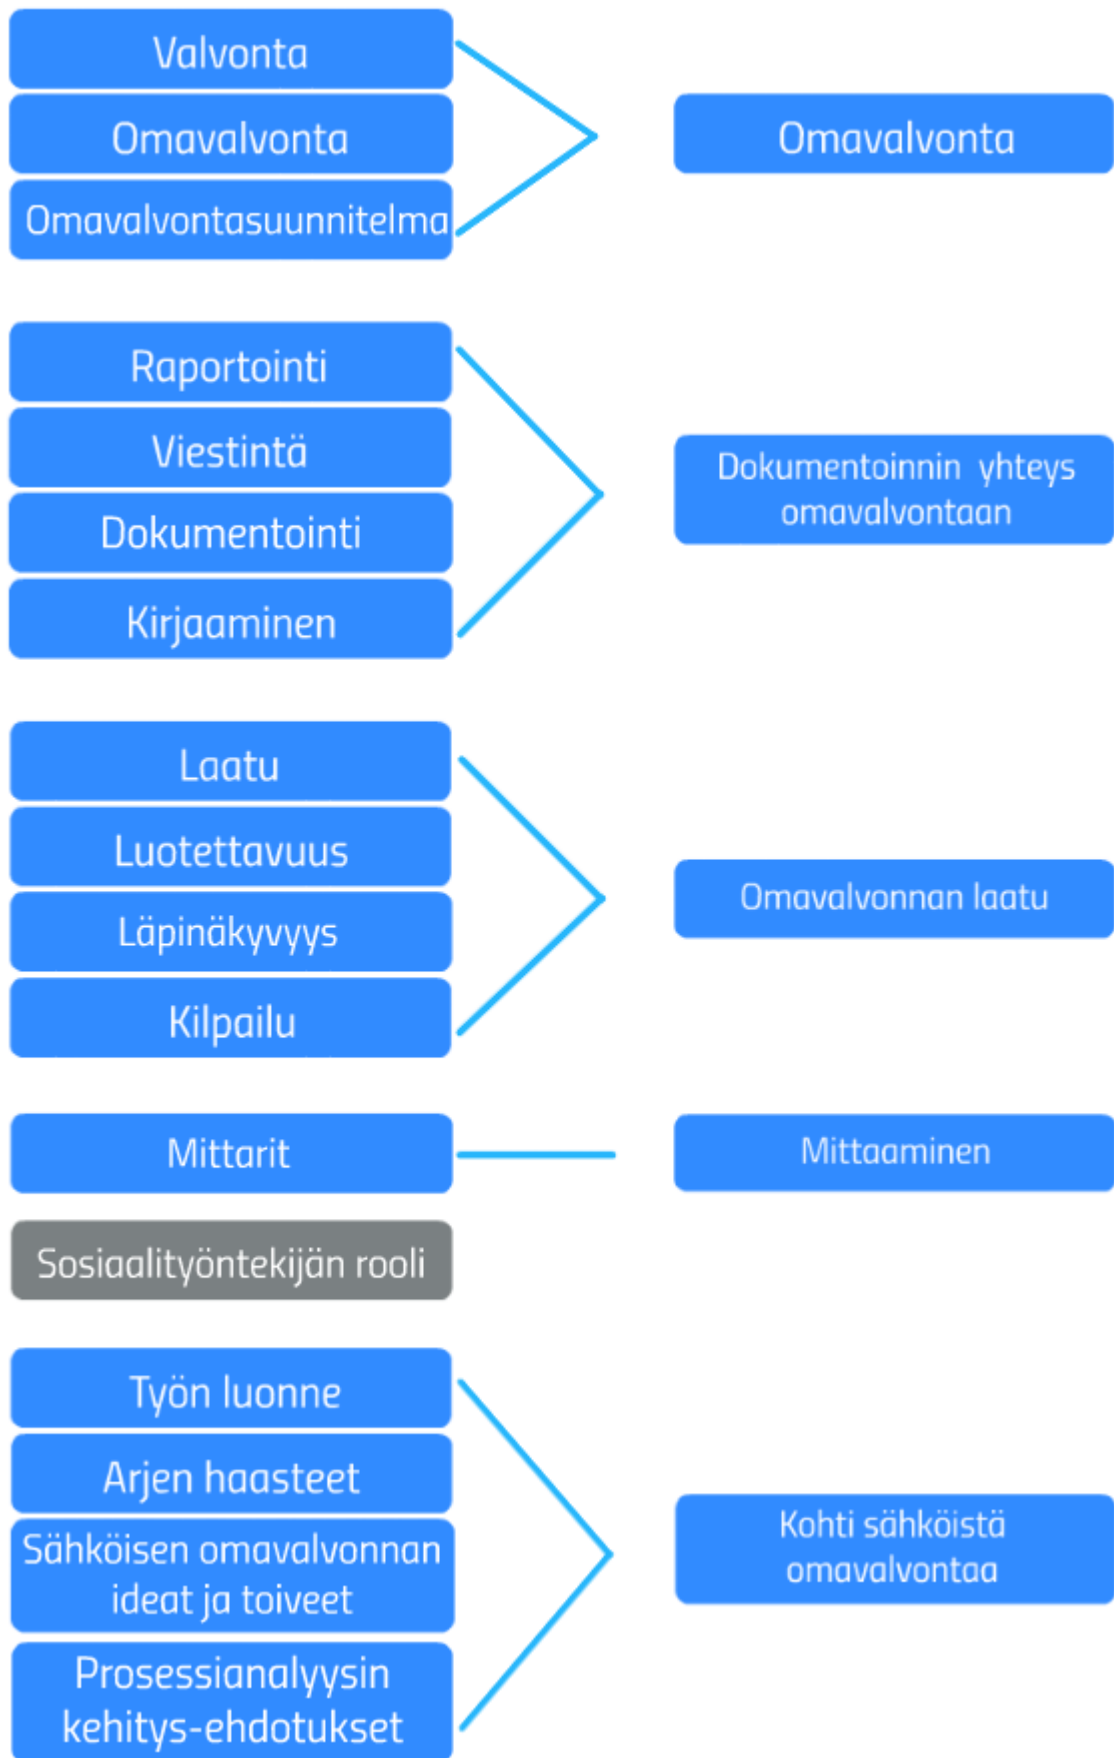 Valvonta
Omavalvonta
Omavalvontasuunnitelma
Omavalvonta
Raportointi
Viestintä
Dokumentointi
Kirjaaminen
Dokumentoinnin yhteys
omavalvontaan
Laatu
Luotettavuus
Läpinäkyvyys
Kilpailu
Omavalvonnan laatu
Mittarit
Mittaaminen
Sosiaalityöntekijän rooli
Työn luonne
Arjen haasteet
Sähköisen omavalvonnan
ideat ja toiveet
Prosessianalyysin
kehitys-ehdotukset
Kohti sähköistä
omavalvontaa